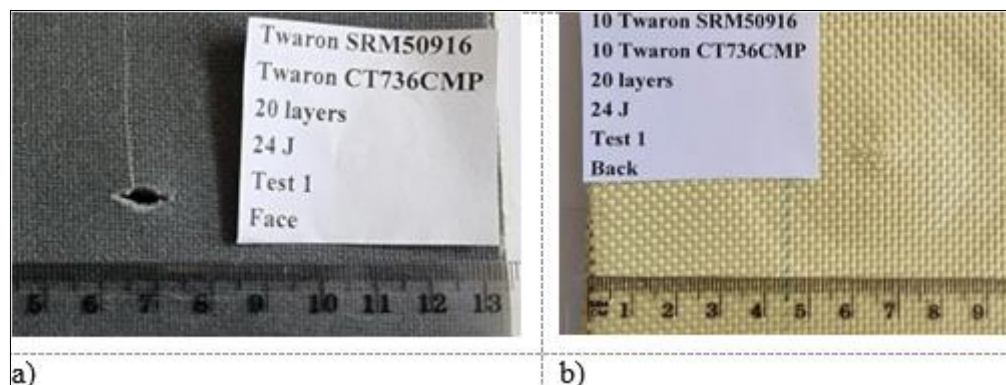 Twaron SRM50916
Twaron CT736CMP
20 layers
24 J
Test 1
Face
5 6 7 8 9 10 11 12 13
10 Twaron SRM50916
10 Twaron CT736CMP
20 layers
24 J
Test 1
Back
1 2 3 4 5 6 7 8 9
a)
b)